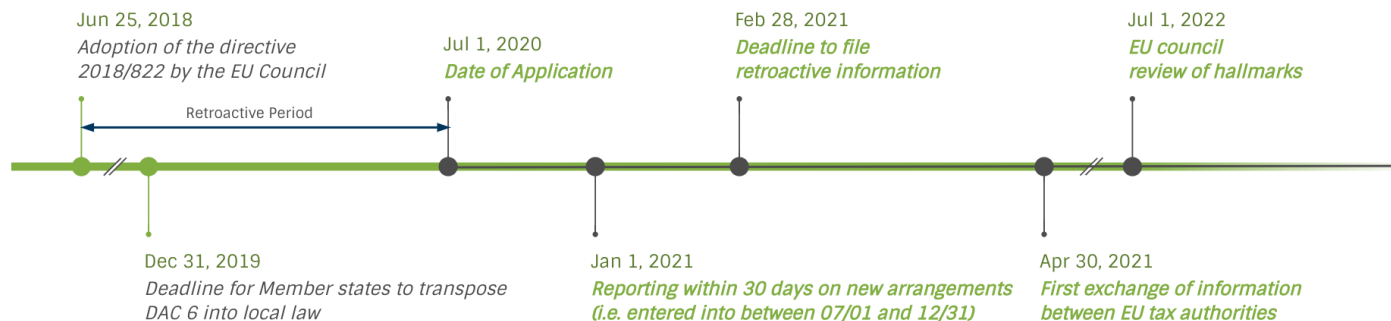 Jun 25, 2018
Adoption of the directive
2018/822 by the EU Council
Jul 1, 2020
Date of Application
Feb 28, 2021
Deadline to file
retroactive information
Jul 1, 2022
EU council
review of hallmarks
Retroactive Period
Dec 31, 2019
Deadline for Member states to transpose
DAC 6 into local law
Jan 1, 2021
Reporting within 30 days on new arrangements
(i.e. entered into between 07/01 and 12/31)
Apr 30, 2021
First exchange of information
between EU tax authorities